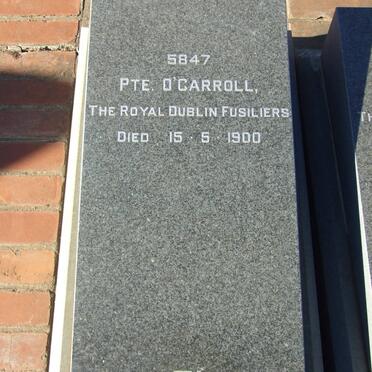 5847
PTE. O'CARROLL,
THE ROYAL DUBLIN FUSILIERS
DIED 15·5·1900